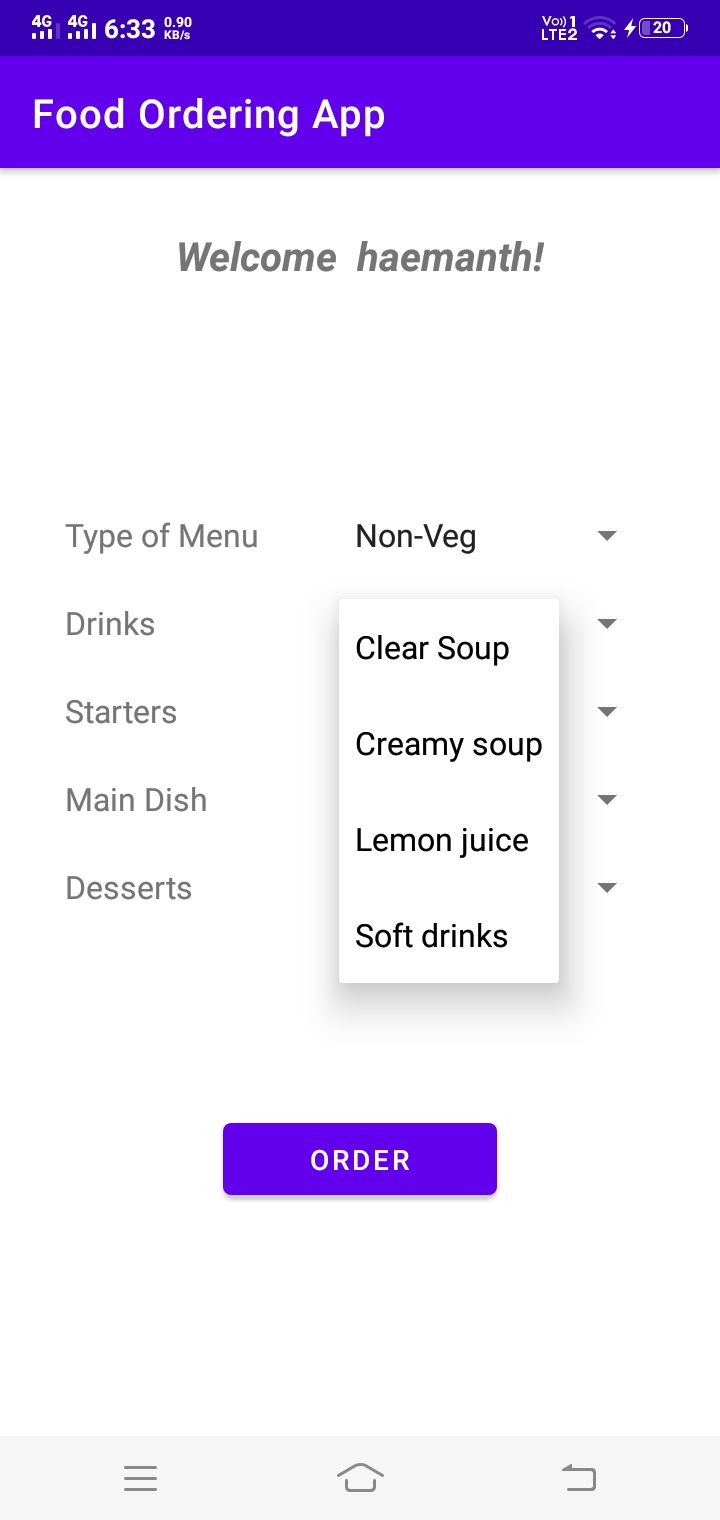 4G 4G 6:33 0.90 KB/s Vo) 1 LTE2 20
Food Ordering App
Welcome haemanth!
Type of Menu Non-Veg
Drinks
Clear Soup
Starters
Creamy soup
Main Dish
Lemon juice
Desserts
Soft drinks
ORDER